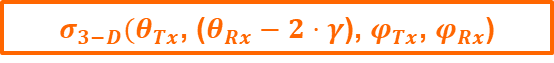 σ₃₋D(θTx, (θRx − 2 · γ), φTx, φRx)